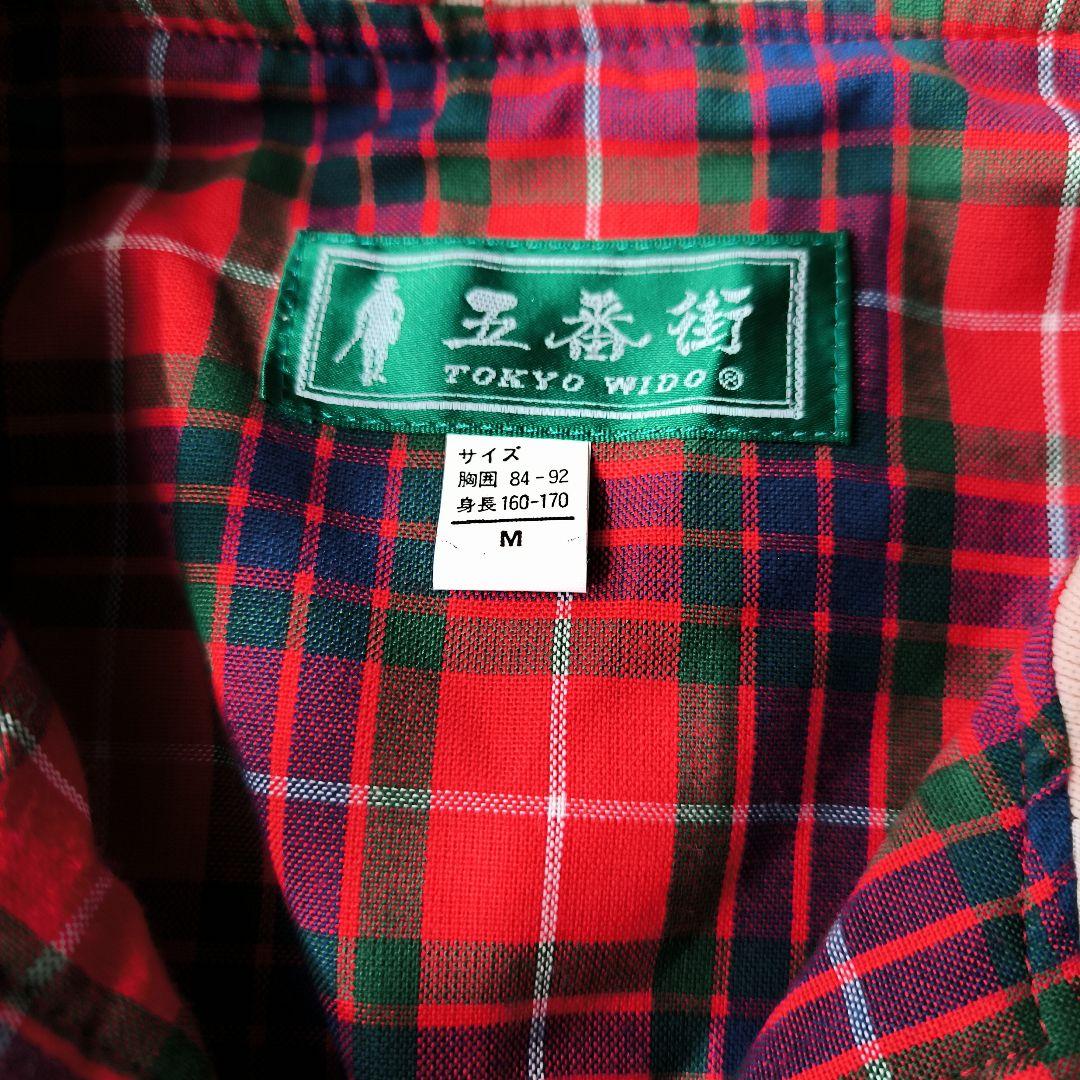 五番街
TOKYO WIDO®
サイズ
胸囲 84-92
身長 160-170
M